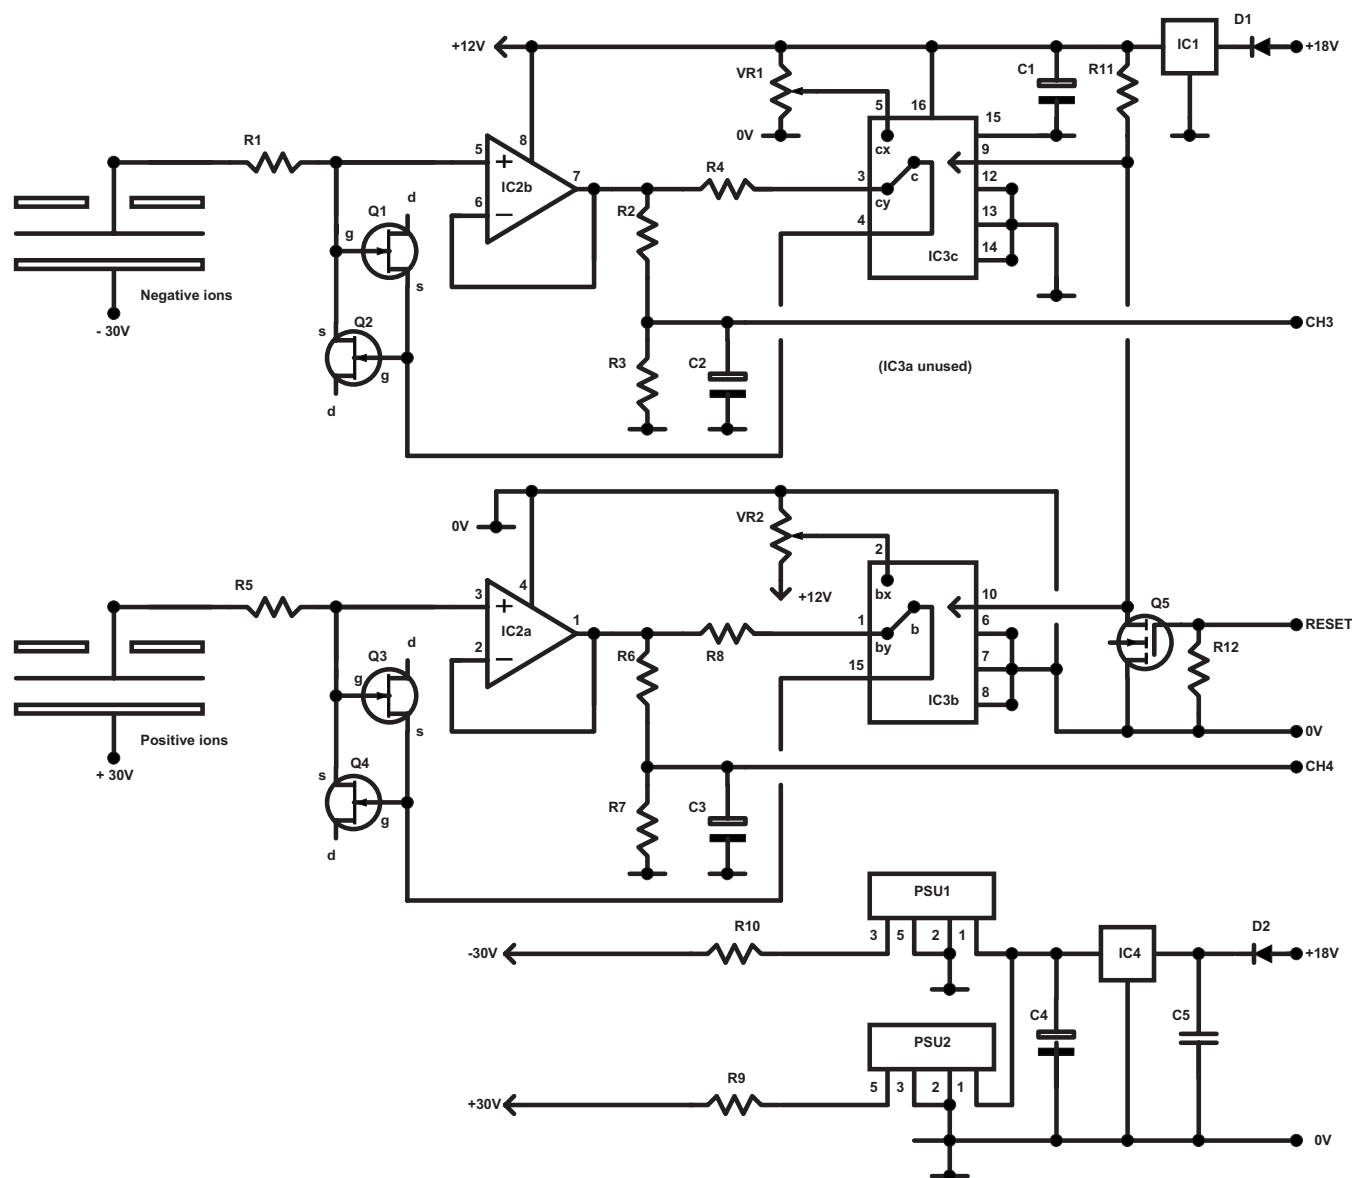 D1
+12V
IC1
+18V
VR1
C1
R11
5
16
15
0V
R1
5
8
cx
9
IC2b
7
R4
3
c
12
6
cy
d
Q1
R2
4
13
g
14
IC3c
s
Negative ions
- 30V
s
Q2
CH3
R3
C2
(IC3a unused)
g
d
0V
VR2
2
R5
3
4
bx
+12V
10
Q5
IC2a
1
1
b
6
RESET
2
R6
R8
by
R12
d
Q3
15
7
g
IC3b
8
s
0V
Positive ions
+ 30V
s
Q4
CH4
R7
C3
g
d
PSU1
R10
3
5
2
1
D2
-30V
IC4
+18V
C4
C5
PSU2
R9
5
3
2
1
+30V
0V